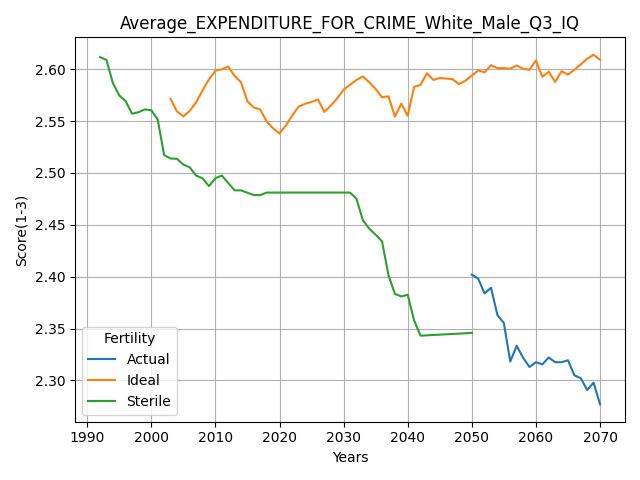 Average_EXPENDITURE_FOR_CRIME_White_Male_Q3_IQ
2.60
2.55
2.50
2.45
2.40
2.35
2.30
Score(1-3)
Fertility
Actual
Ideal
Sterile
1990 2000 2010 2020 2030 2040 2050 2060 2070
Years